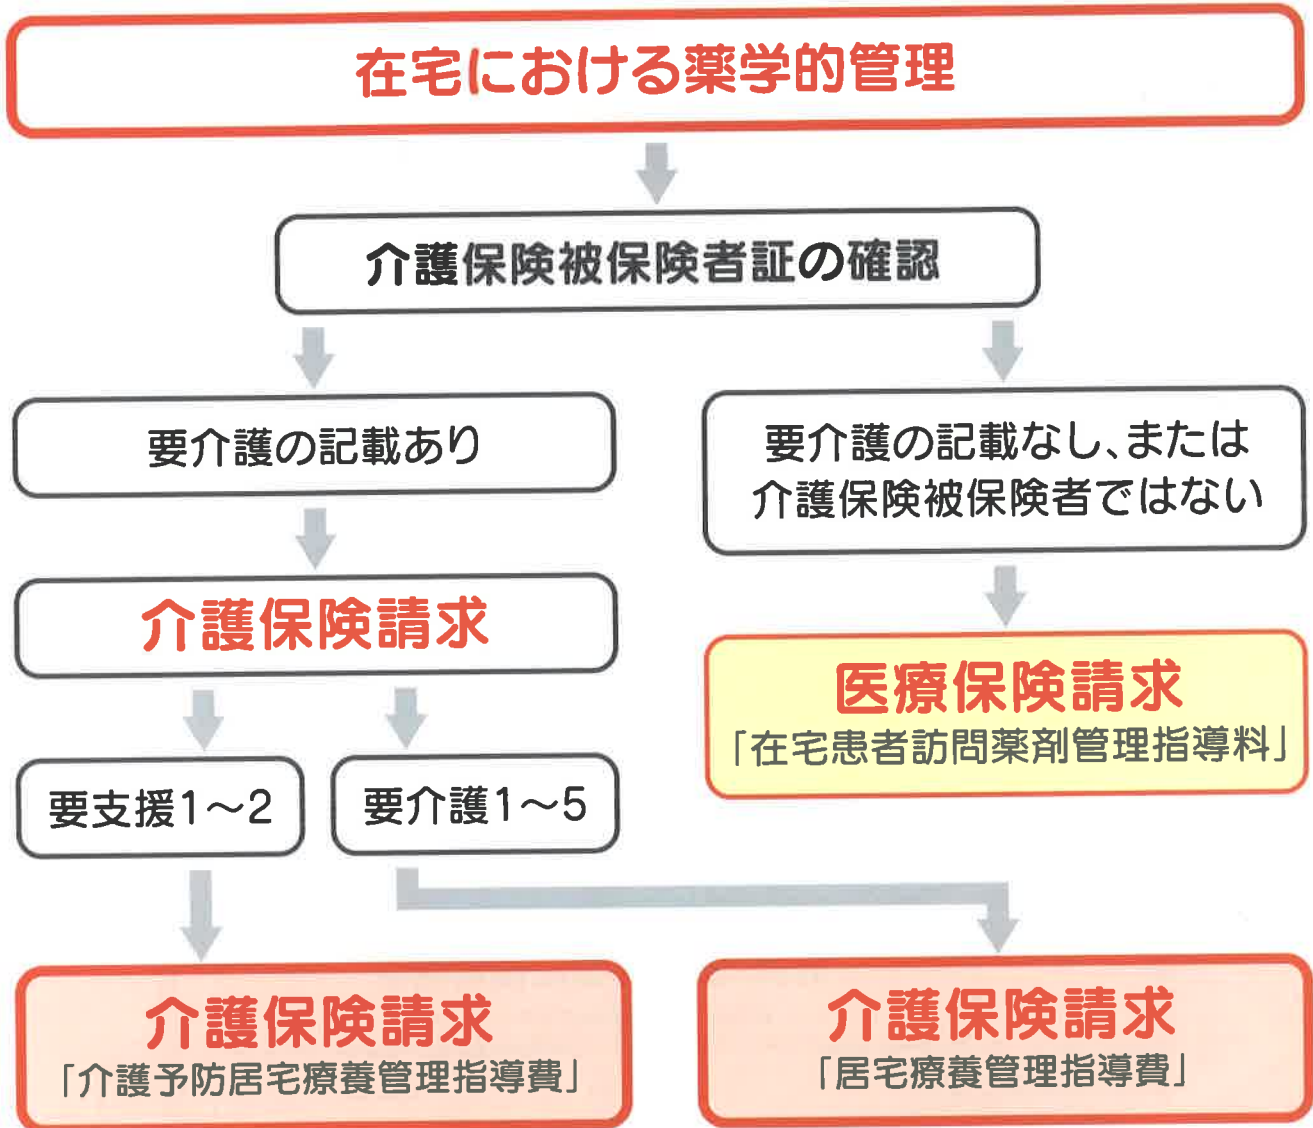 在宅における薬学的管理
介護保険被保険者証の確認
要介護の記載あり
要介護の記載なし、または
介護保険被保険者ではない
介護保険請求
医療保険請求
「在宅患者訪問薬剤管理指導料」
要支援1～2
要介護1～5
介護保険請求
「介護予防居宅療養管理指導費」
介護保険請求
「居宅療養管理指導費」